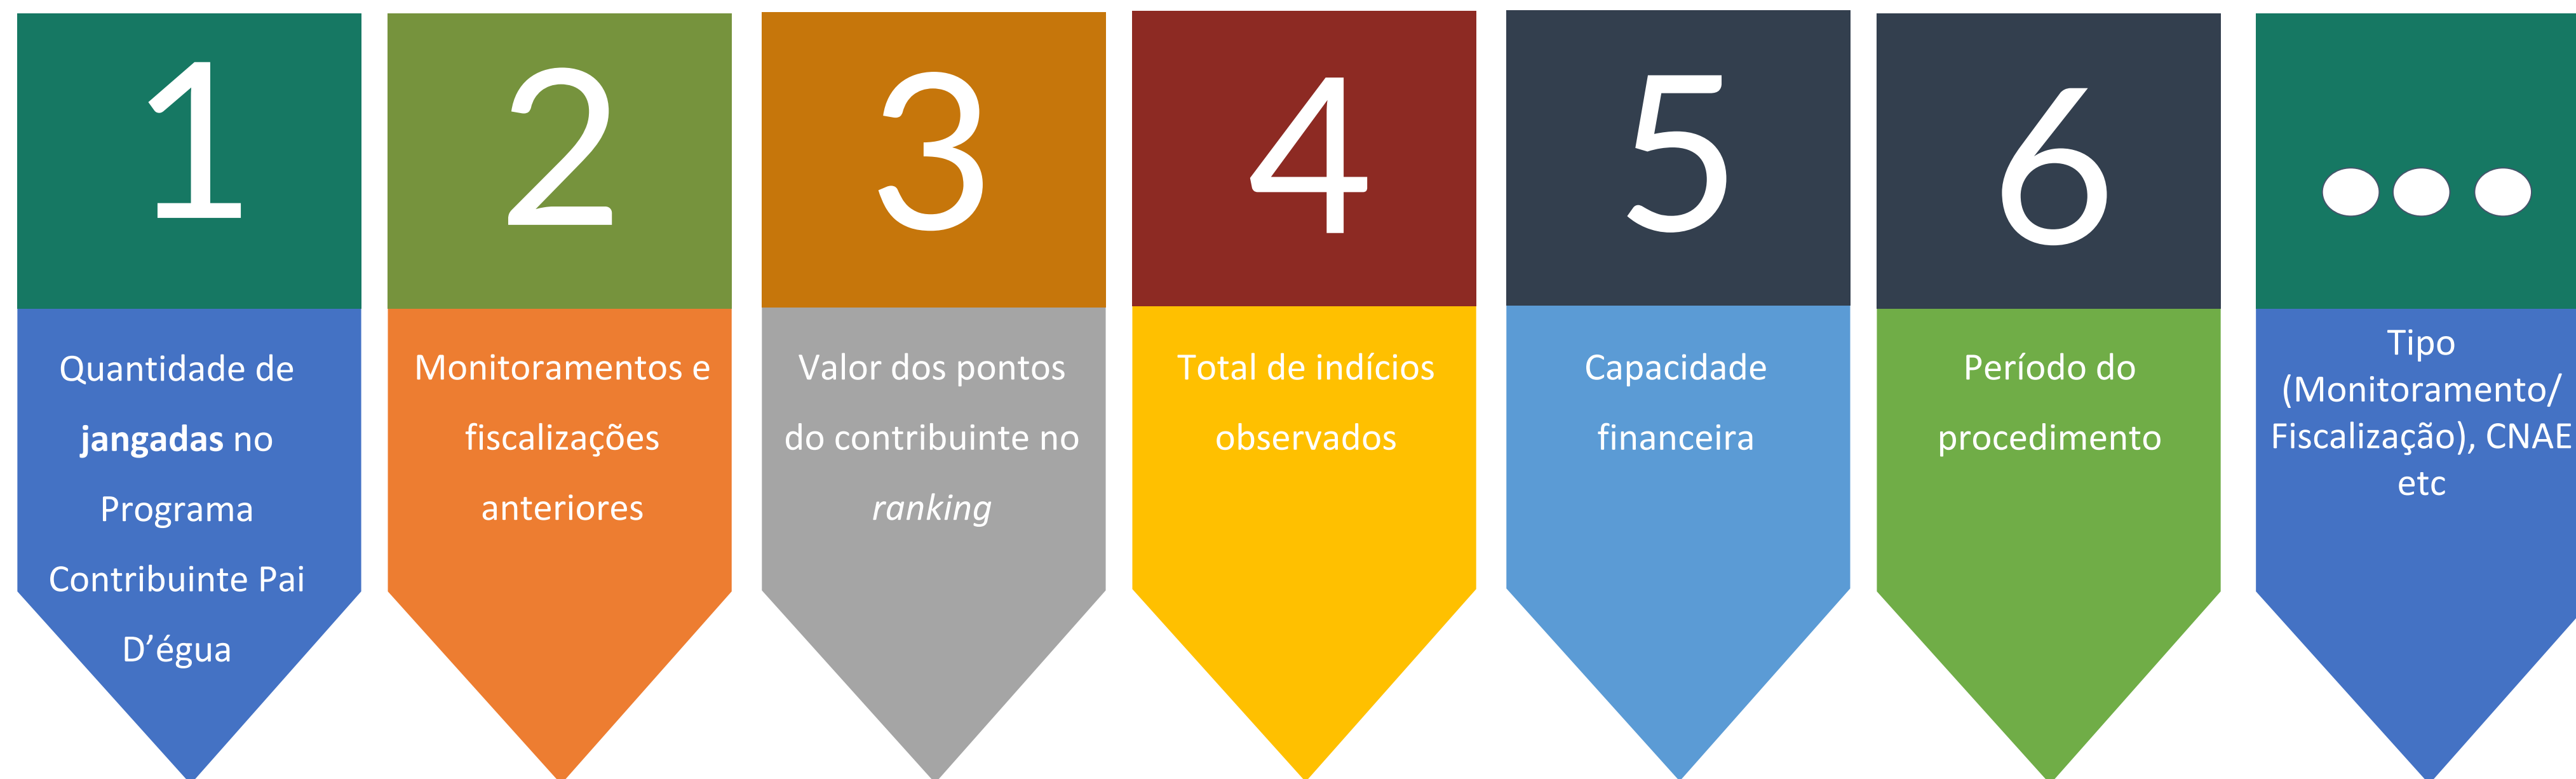 1
Quantidade de
jangadas no
Programa
Contribuinte Pai
D’égua
2
Monitoramentos e
fiscalizações
anteriores
3
Valor dos pontos
do contribuinte no
ranking
4
Total de indícios
observados
5
Capacidade
financeira
6
Período do
procedimento
Tipo
(Monitoramento/
Fiscalização), CNAE
etc